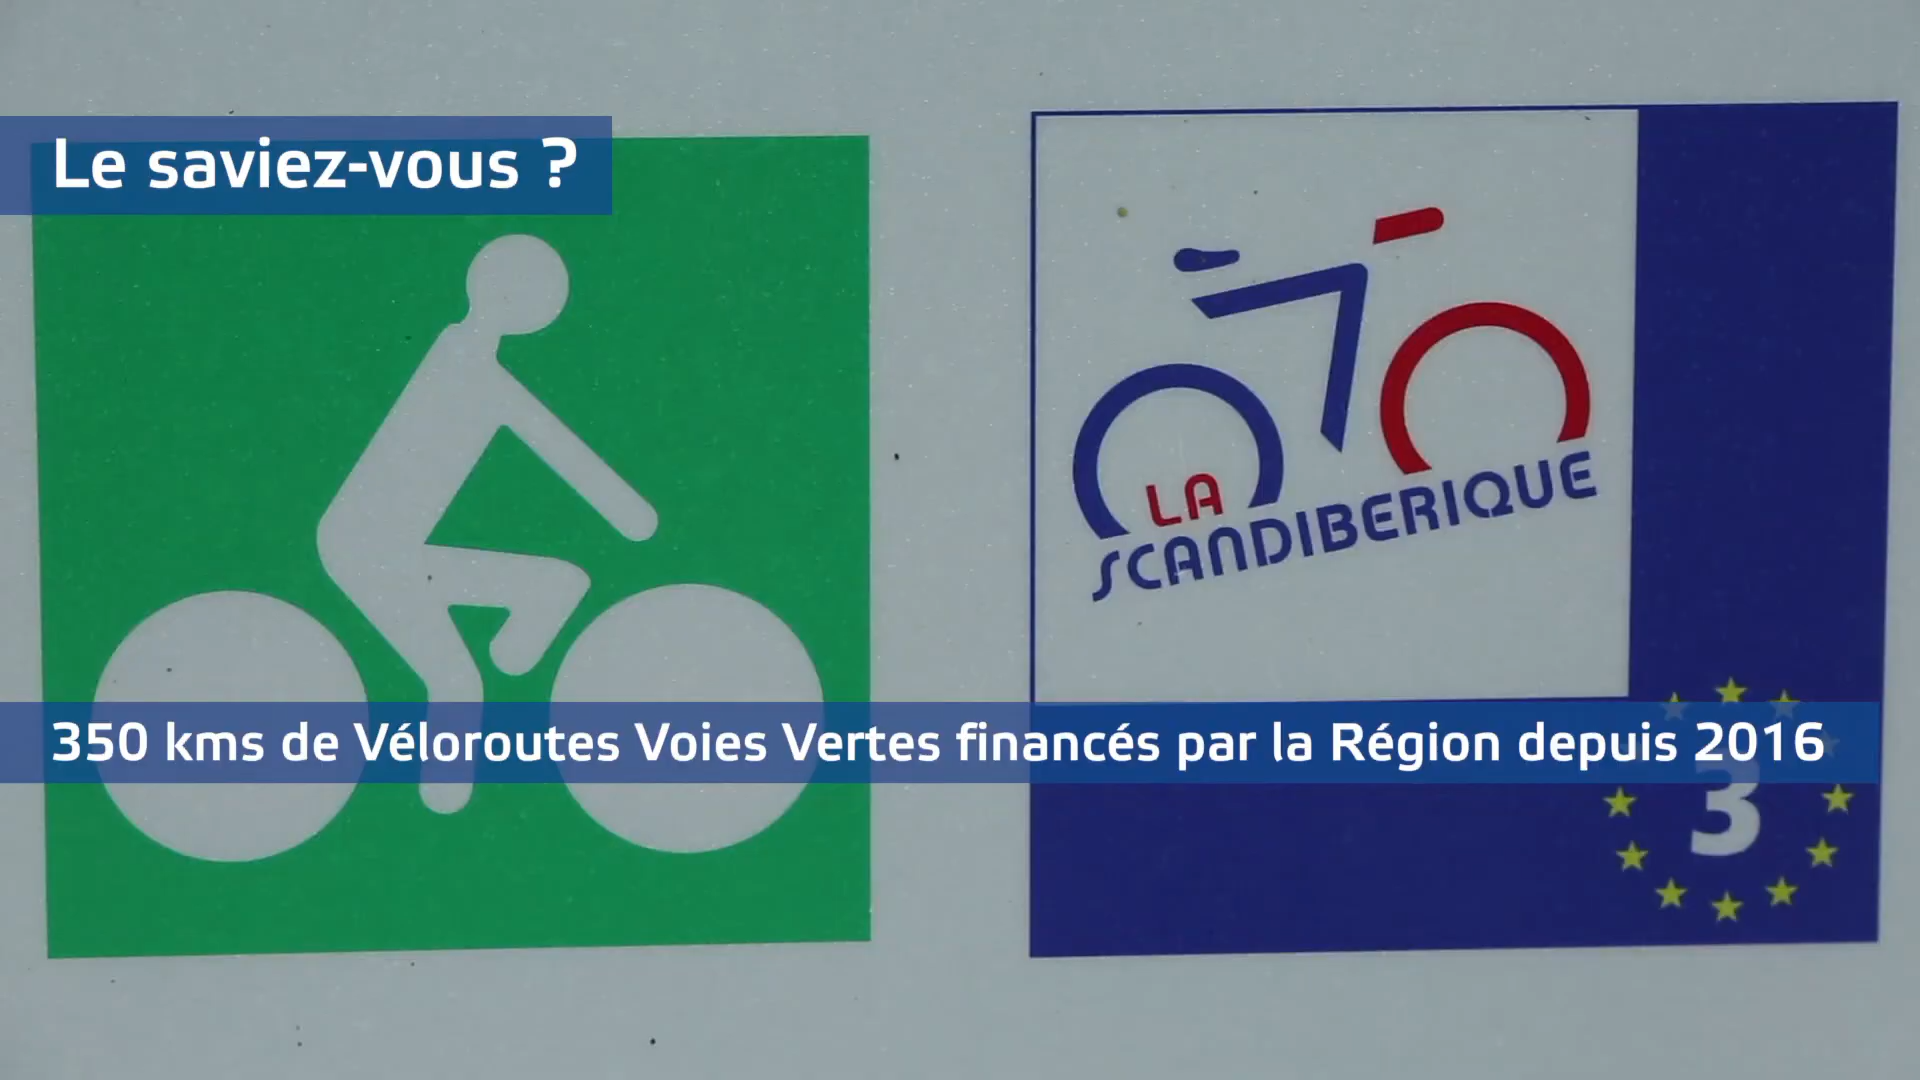 Le saviez-vous ?
LA
SCANDIBERIQUE
350 kms de Véloroutes Voies Vertes financés par la Région depuis 2016
3